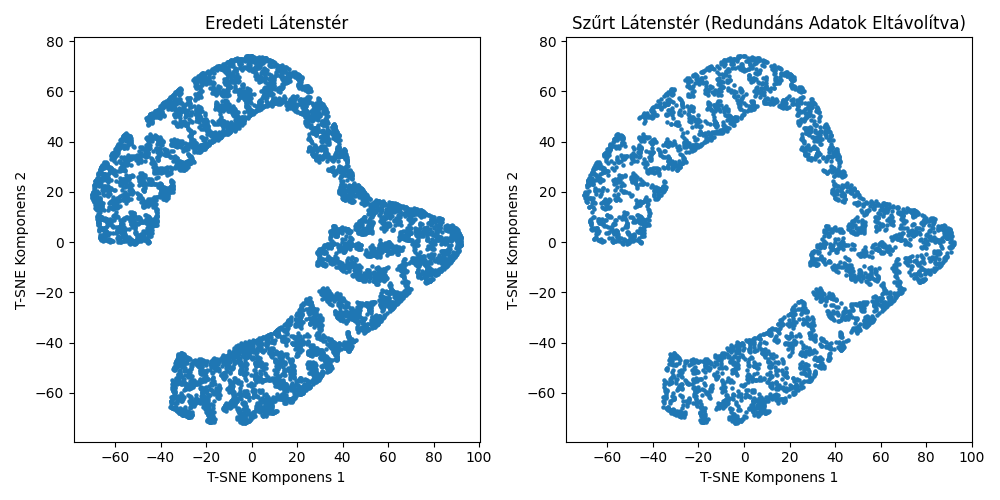 Eredeti Látenstér
80
60
40
20
0
−20
−40
−60
T-SNE Komponens 2
−60 −40 −20 0 20 40 60 80 100
T-SNE Komponens 1
Szűrt Látenstér (Redundáns Adatok Eltávolítva)
80
60
40
20
0
−20
−40
−60
T-SNE Komponens 2
−60 −40 −20 0 20 40 60 80 100
T-SNE Komponens 1